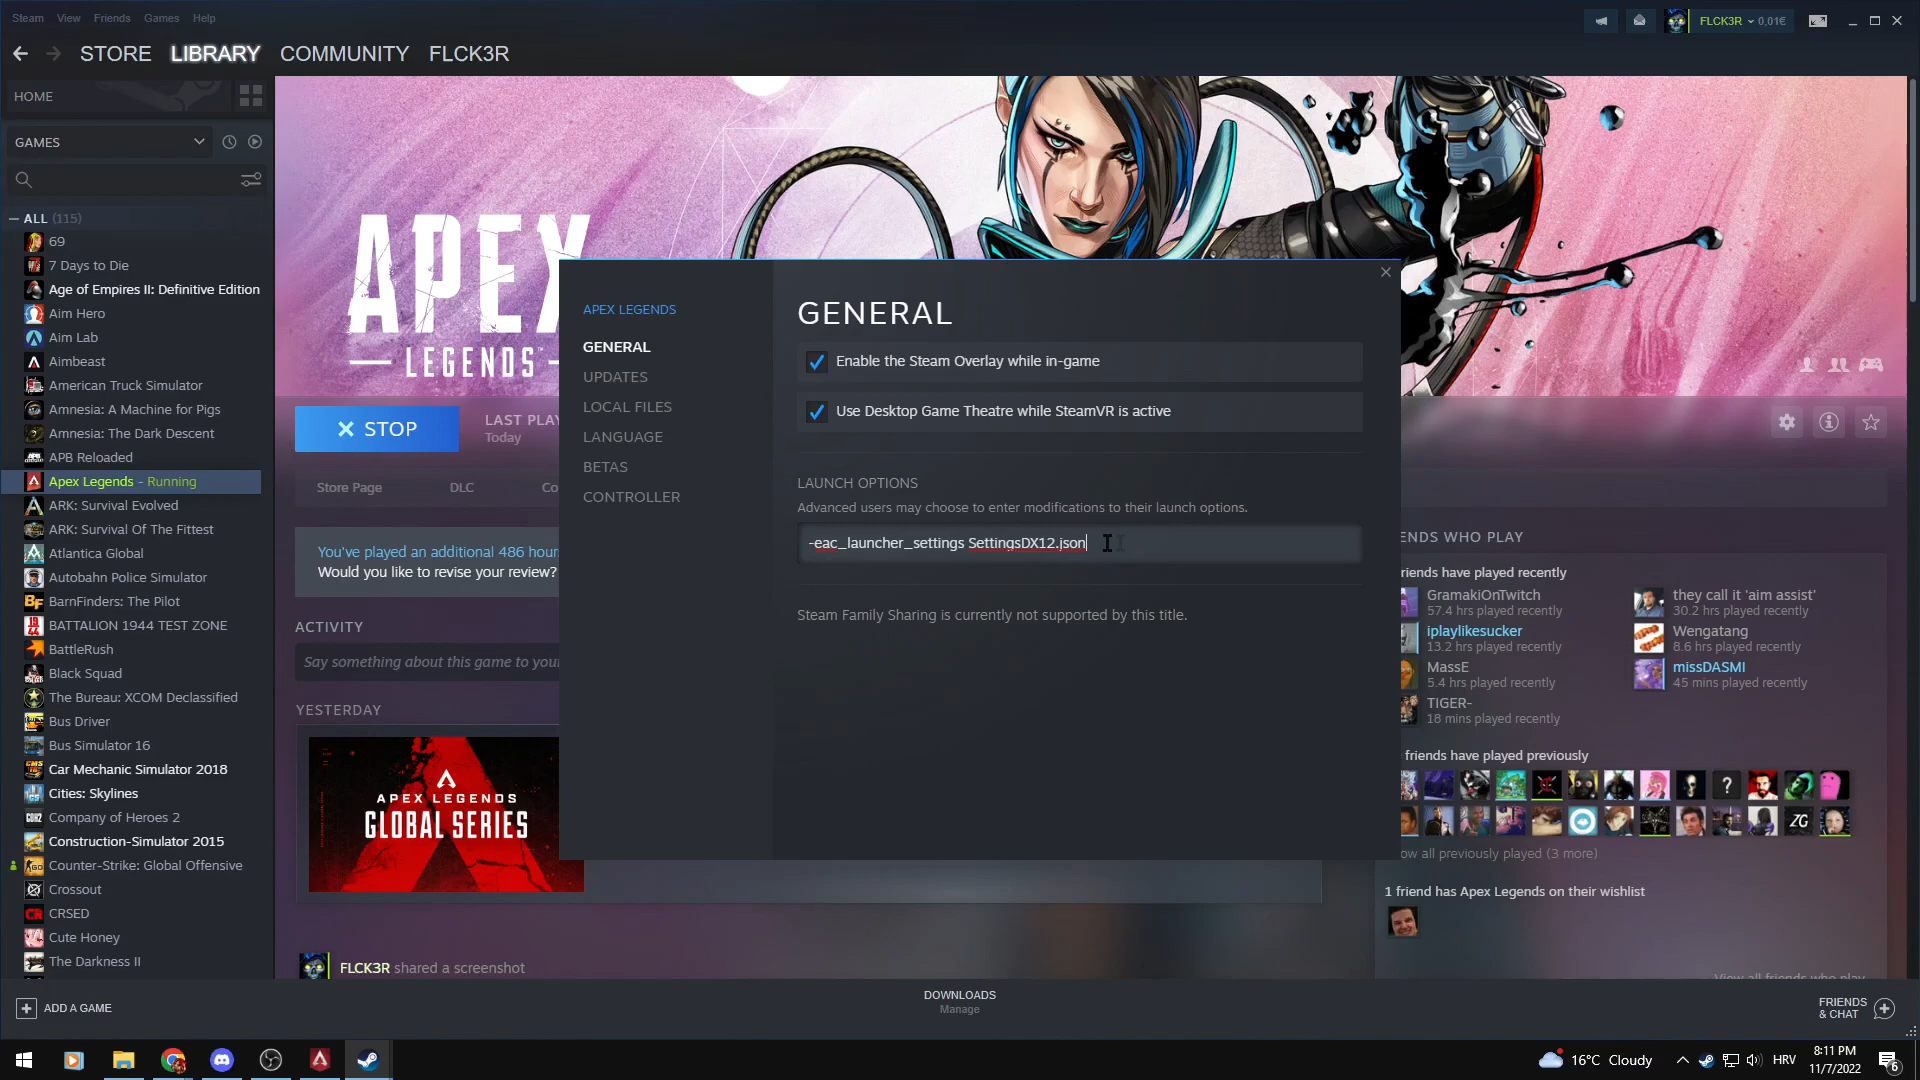 Steam View Friends Games Help
FLCK3R 0,01€
STORE LIBRARY COMMUNITY FLCK3R
HOME
GAMES
ALL (115)
69
7 Days to Die
Age of Empires II: Definitive Edition
Aim Hero
Aim Lab
Aimbeast
American Truck Simulator
Amnesia: A Machine for Pigs
Amnesia: The Dark Descent
APB Reloaded
Apex Legends - Running
ARK: Survival Evolved
ARK: Survival Of The Fittest
Atlantica Global
Autobahn Police Simulator
BarnFinders: The Pilot
BATTALION 1944 TEST ZONE
BattleRush
Black Squad
The Bureau: XCOM Declassified
Bus Driver
Bus Simulator 16
Car Mechanic Simulator 2018
Cities: Skylines
Company of Heroes 2
Construction-Simulator 2015
Counter-Strike: Global Offensive
Crossout
CRSED
Cute Honey
The Darkness II
ADD A GAME
APEX
LEGENDS
STOP
LAST PLAY
Today
Store Page DLC Co
You've played an additional 486 hour
Would you like to revise your review?
ACTIVITY
Say something about this game to your
YESTERDAY
APEX LEGENDS
GLOBAL SERIES
FLCK3R shared a screenshot
APEX LEGENDS
GENERAL
UPDATES
LOCAL FILES
LANGUAGE
BETAS
CONTROLLER
GENERAL
Enable the Steam Overlay while in-game
Use Desktop Game Theatre while SteamVR is active
LAUNCH OPTIONS
Advanced users may choose to enter modifications to their launch options.
-eac_launcher_settings SettingsDX12.json
Steam Family Sharing is currently not supported by this title.
ENDS WHO PLAY
riends have played recently
GramakiOnTwitch
57.4 hrs played recently
they call it 'aim assist'
30.2 hrs played recently
iplaylikesucker
13.2 hrs played recently
Wengatang
8.6 hrs played recently
MassE
5.4 hrs played recently
missDASMI
45 mins played recently
TIGER-
18 mins played recently
friends have played previously
ow all previously played (3 more)
1 friend has Apex Legends on their wishlist
View all friends who play
DOWNLOADS
Manage
FRIENDS
& CHAT
16°C Cloudy
HRV
8:11 PM
11/7/2022
6